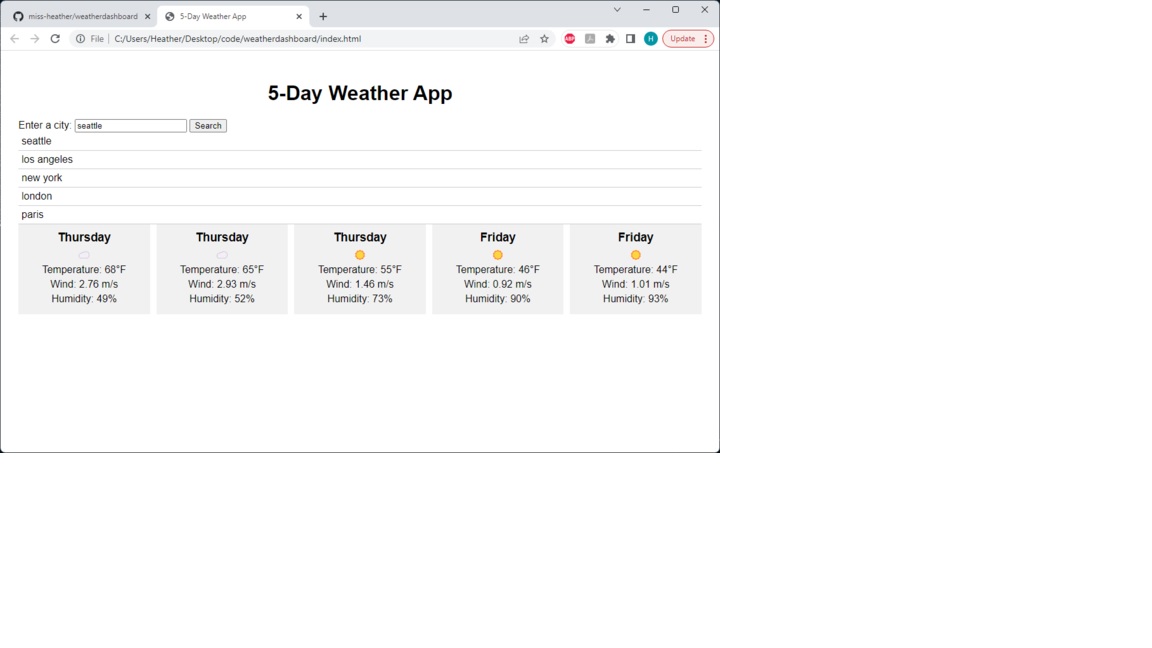 miss-heather/weatherdashboard
5-Day Weather App
File
C:/Users/Heather/Desktop/code/weatherdashboard/index.html
ABP
H
Update
5-Day Weather App
Enter a city: seattle Search
seattle
los angeles
new york
london
paris
Thursday
Temperature: 68°F
Wind: 2.76 m/s
Humidity: 49%
Thursday
Temperature: 65°F
Wind: 2.93 m/s
Humidity: 52%
Thursday
Temperature: 55°F
Wind: 1.46 m/s
Humidity: 73%
Friday
Temperature: 46°F
Wind: 0.92 m/s
Humidity: 90%
Friday
Temperature: 44°F
Wind: 1.01 m/s
Humidity: 93%